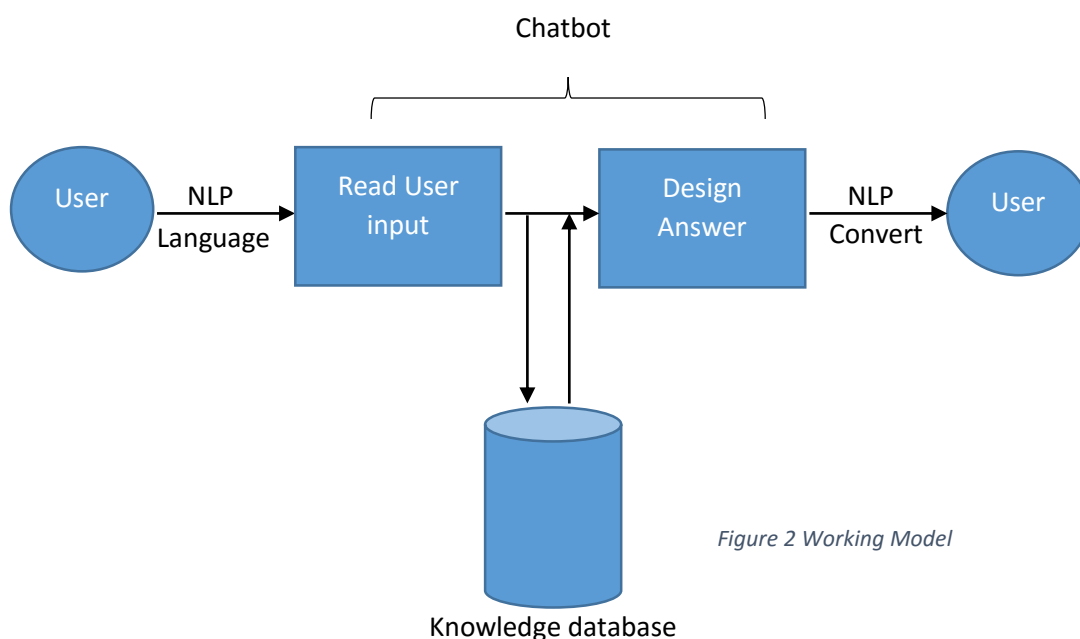 Chatbot
User
NLP
Language
Read User
input
Design
Answer
NLP
Convert
User
Figure 2 Working Model
Knowledge database